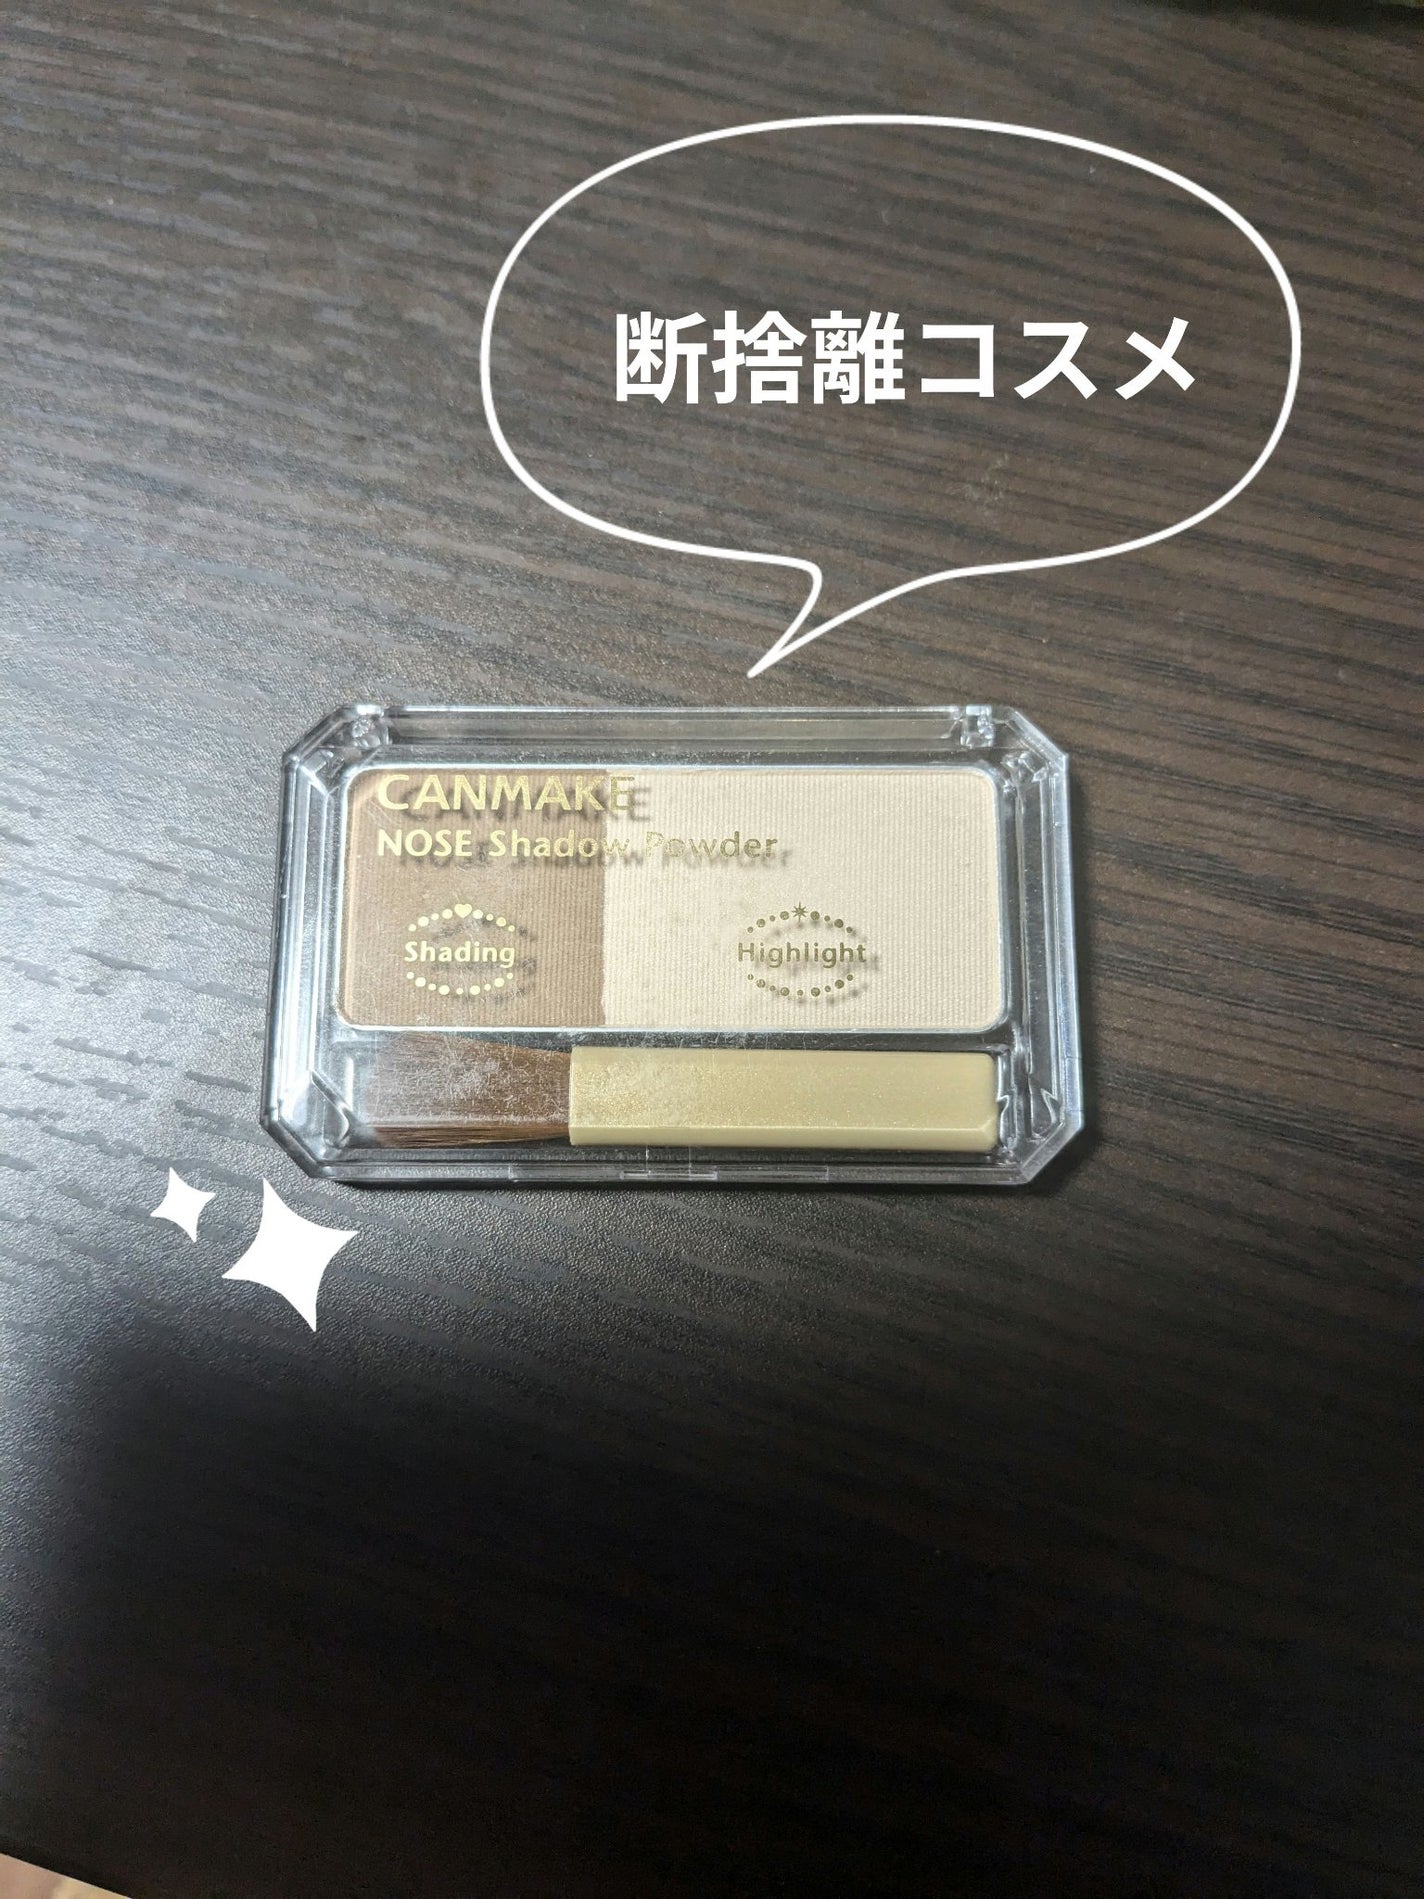 断捨離コスメ
CANMAKE
NOSE Shadow Powder
Shading
Highlight